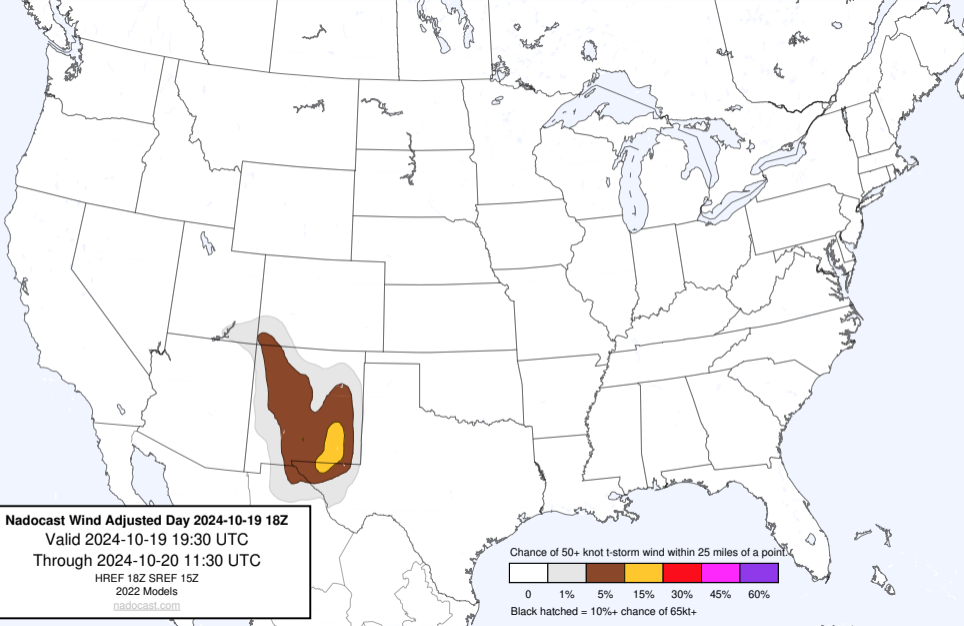 Nadocast Wind Adjusted Day 2024-10-19 18Z
Valid 2024-10-19 19:30 UTC
Through 2024-10-20 11:30 UTC
HREF 18Z SREF 15Z
2022 Models
nadocast.com
Chance of 50+ knot t-storm wind within 25 miles of a point.
0 1% 5% 15% 30% 45% 60%
Black hatched = 10%+ chance of 65kt+